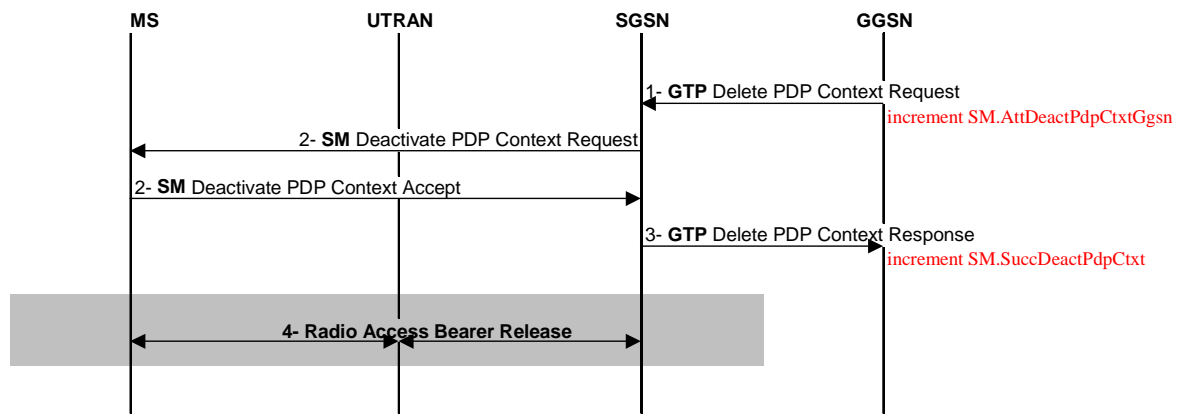 MS UTRAN SGSN GGSN
1- GTP Delete PDP Context Request
increment SM.AttDeactPdpCtxtGgsn
2- SM Deactivate PDP Context Request
2- SM Deactivate PDP Context Accept
3- GTP Delete PDP Context Response
increment SM.SuccDeactPdpCtxt
4- Radio Access Bearer Release